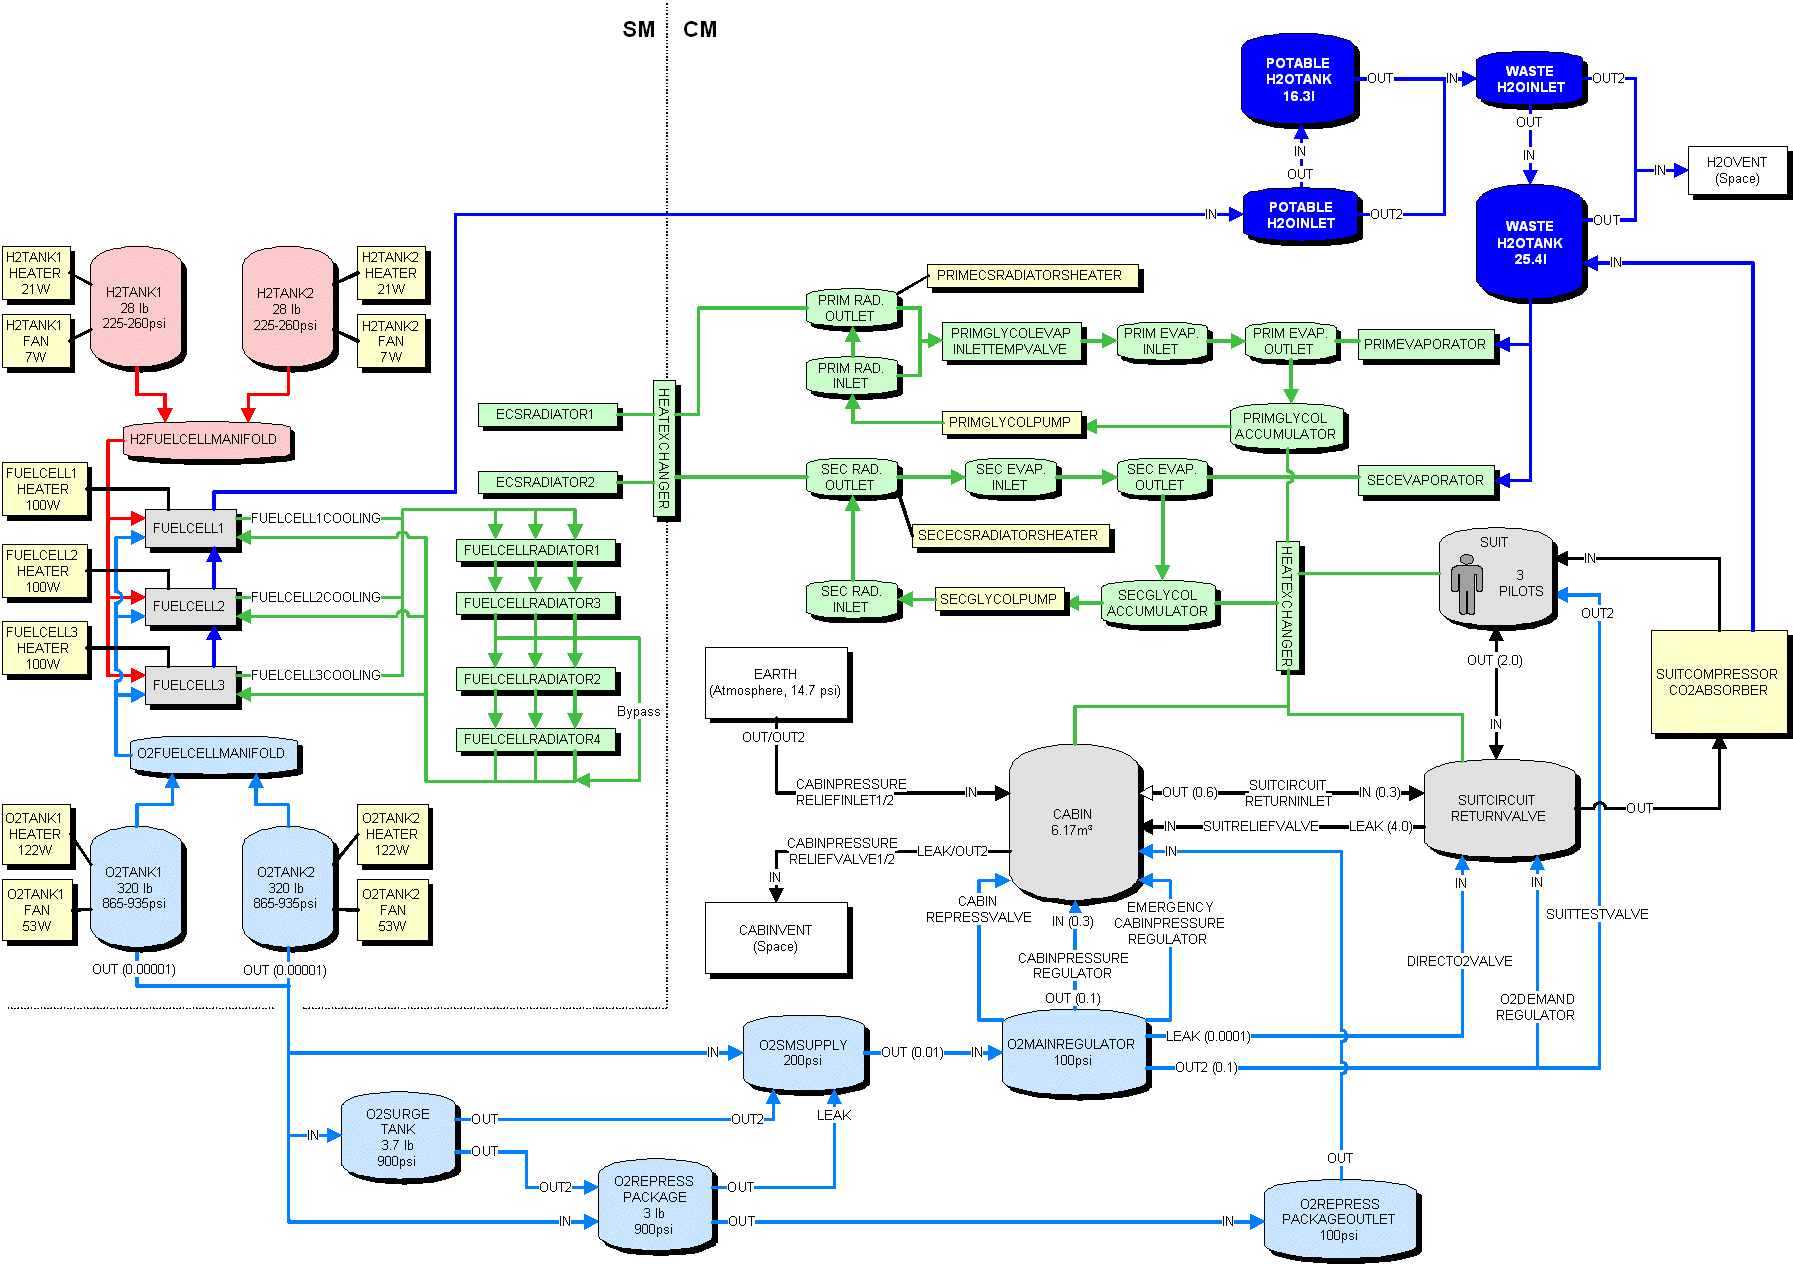 SM
CM
POTABLE
H2OTANK
16.3l
OUT
IN
WASTE
H2OINLET
OUT2
OUT
IN
IN
OUT
IN
H2OVENT
(Space)
IN
POTABLE
H2OINLET
OUT2
WASTE
H2OTANK
25.4l
OUT
IN
H2TANK1
HEATER
21W
H2TANK1
FAN
7W
H2TANK1
28 lb
225-260psi
H2TANK2
28 lb
225-260psi
H2TANK2
HEATER
21W
H2TANK2
FAN
7W
H2FUELCELLMANIFOLD
PRIMECSRADIATORSHEATER
PRIM RAD.
OUTLET
PRIM RAD.
INLET
PRIMGLYCOLEVAP
INLETTEMPVALVE
PRIM EVAP.
INLET
PRIM EVAP.
OUTLET
PRIMEVAPORATOR
ECSRADIATOR1
HEATEXCHANGER
PRIMGLYCOLPUMP
PRIMGLYCOL
ACCUMULATOR
ECSRADIATOR2
SEC RAD.
OUTLET
SEC EVAP.
INLET
SEC EVAP.
OUTLET
SECEVAPORATOR
SECECSRADIATORSHEATER
SEC RAD.
INLET
SECGLYCOLPUMP
SECGLYCOL
ACCUMULATOR
HEATEXCHANGER
FUELCELL1
HEATER
100W
FUELCELL1
FUELCELL1COOLING
FUELCELL2
HEATER
100W
FUELCELL2
FUELCELL2COOLING
FUELCELL3
HEATER
100W
FUELCELL3
FUELCELL3COOLING
FUELCELLRADIATOR1
FUELCELLRADIATOR3
FUELCELLRADIATOR2
Bypass
FUELCELLRADIATOR4
SUIT
3
PILOTS
IN
OUT2
OUT (2.0)
IN
SUITCOMPRESSOR
CO2ABSORBER
EARTH
(Atmosphere, 14.7 psi)
OUT/OUT2
CABINPRESSURE
RELIEFINLET1/2
IN
CABIN
6.17m³
OUT (0.6)
SUITCIRCUIT
RETURNINLET
IN (0.3)
SUITCIRCUIT
RETURNVALVE
OUT
IN
SUITRELIEFVALVE
LEAK (4.0)
CABINPRESSURE
RELIEFVALVE1/2
LEAK/OUT2
IN
IN
CABINVENT
(Space)
O2FUELCELLMANIFOLD
O2TANK1
HEATER
122W
O2TANK1
FAN
53W
O2TANK1
320 lb
865-935psi
O2TANK2
320 lb
865-935psi
O2TANK2
HEATER
122W
O2TANK2
FAN
53W
OUT (0.00001)
OUT (0.00001)
CABIN
REPRESSVALVE
IN (0.3)
CABINPRESSURE
REGULATOR
OUT (0.1)
EMERGENCY
CABINPRESSURE
REGULATOR
IN
IN
SUITTESTVALVE
DIRECTO2VALVE
O2DEMAND
REGULATOR
IN
O2SMSUPPLY
200psi
OUT (0.01)
IN
O2MAINREGULATOR
100psi
LEAK (0.0001)
OUT2 (0.1)
IN
O2SURGE
TANK
3.7 lb
900psi
OUT
OUT2
LEAK
OUT
OUT2
IN
O2REPRESS
PACKAGE
3 lb
900psi
OUT
OUT
IN
OUT
O2REPRESS
PACKAGEOUTLET
100psi